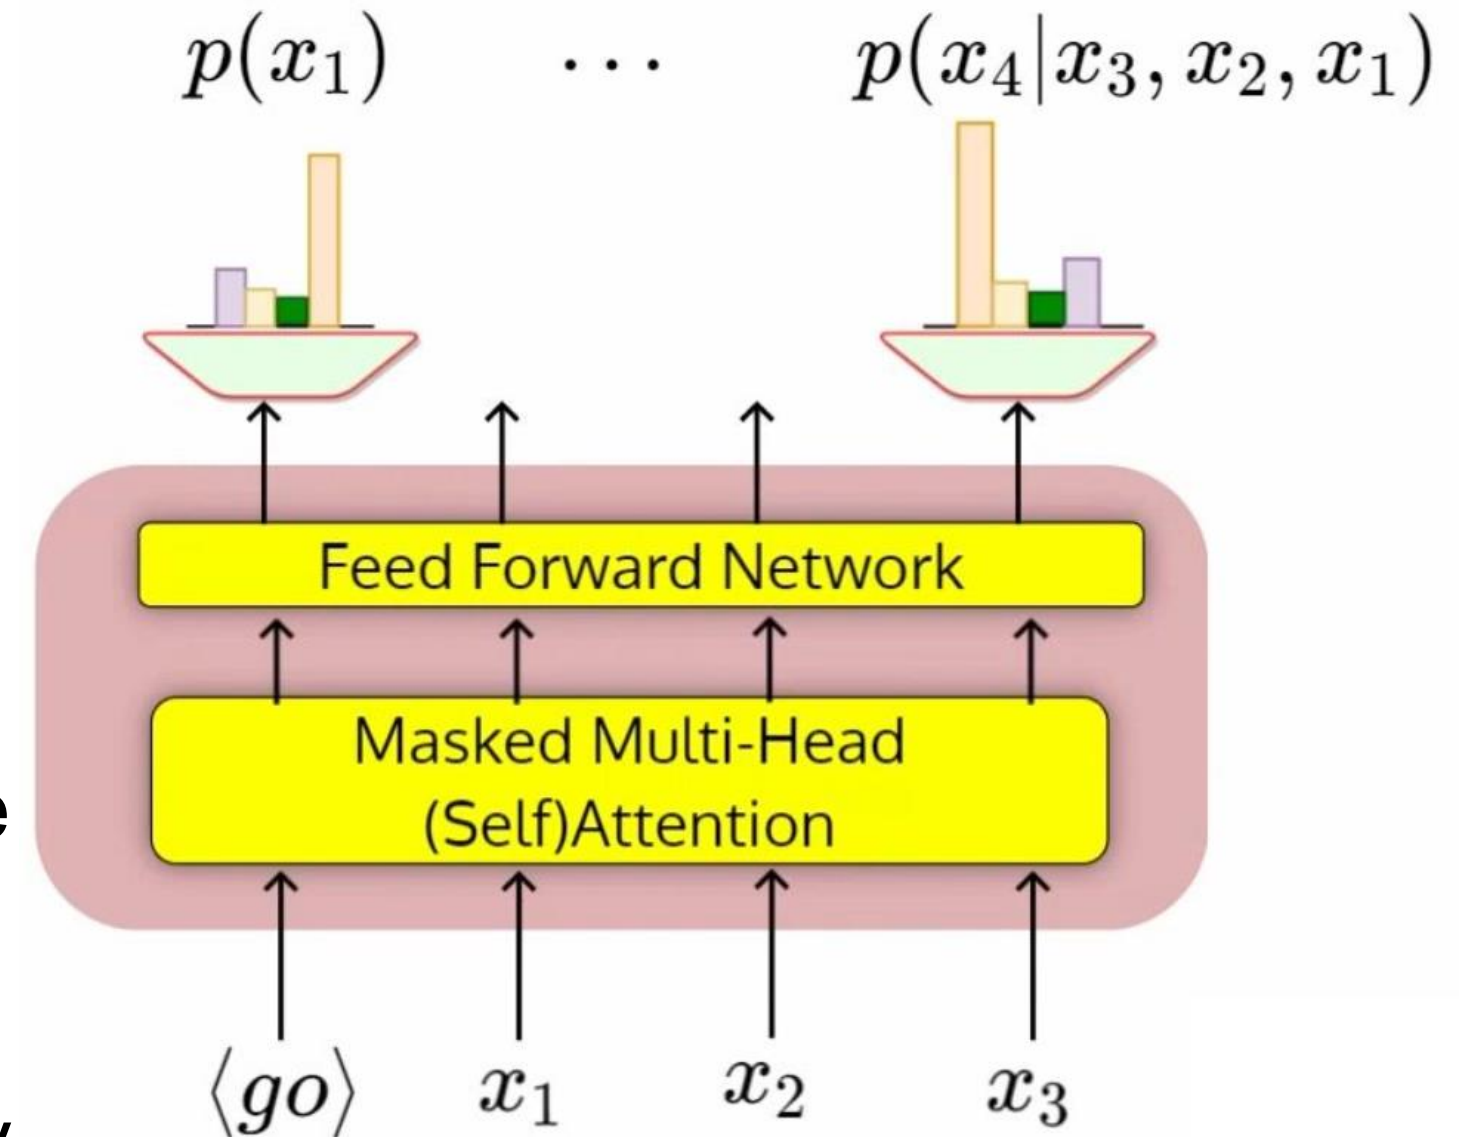 p(x₁) ... p(x₄|x₃, x₂, x₁)
Feed Forward Network
Masked Multi-Head
(Self)Attention
e
⟨go⟩ x₁ x₂ x₃